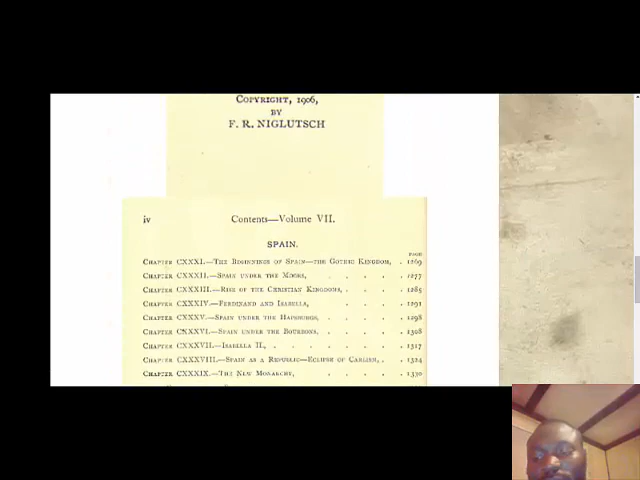 COPYRIGHT, 1906,
BY
F. R. NIGLUTSCH
iv Contents—Volume VII.
SPAIN.
PAGE
CHAPTER CXXXI.—THE BEGINNINGS OF SPAIN—THE GOTHIC KINGDOM, . 1269
CHAPTER CXXXII.—SPAIN UNDER THE MOORS, . . . . 1277
CHAPTER CXXXIII.—RISE OF THE CHRISTIAN KINGDOMS, . . . . 1285
CHAPTER CXXXIV.—FERDINAND AND ISABELLA, . . . . 1291
CHAPTER CXXXV.—SPAIN UNDER THE HAPSBURGS, . . . . 1298
CHAPTER CXXXVI.—SPAIN UNDER THE BOURBONS, . . . . 1308
CHAPTER CXXXVII.—ISABELLA II., . . . . . . 1317
CHAPTER CXXXVIII.—SPAIN AS A REPUBLIC—ECLIPSE OF CARLISM, . . 1324
CHAPTER CXXXIX.—THE NEW MONARCHY, . . . . 1330